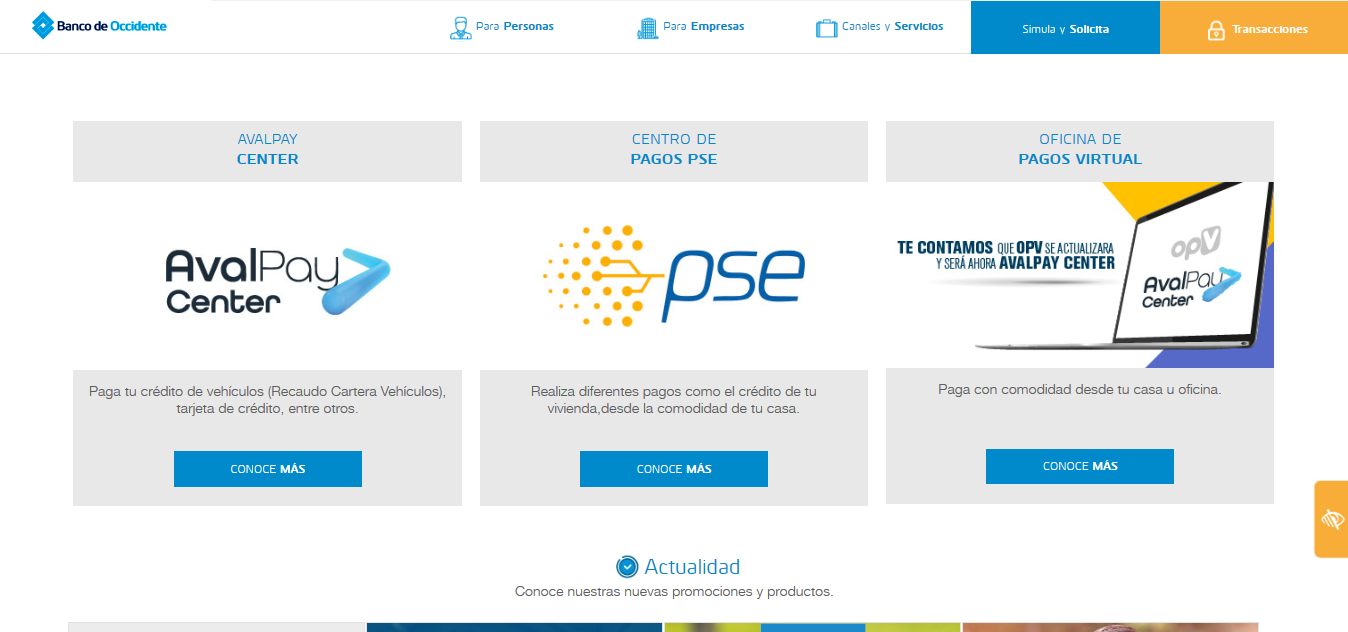 Banco de Occidente
Para Personas
Para Empresas
Canales y Servicios
Simula y Solicita
Transacciones
AVALPAY
CENTER
AvalPay
Center
Paga tu crédito de vehículos (Recaudo Cartera Vehículos),
tarjeta de crédito, entre otros.
CONOCE MÁS
CENTRO DE
PAGOS PSE
pse
Realiza diferentes pagos como el crédito de tu
vivienda,desde la comodidad de tu casa.
CONOCE MÁS
OFICINA DE
PAGOS VIRTUAL
TE CONTAMOS QUE OPV SE ACTUALIZARA
Y SERÁ AHORA AVALPAY CENTER
opv
AvalPay
Center
Paga con comodidad desde tu casa u oficina.
CONOCE MÁS
Actualidad
Conoce nuestras nuevas promociones y productos.